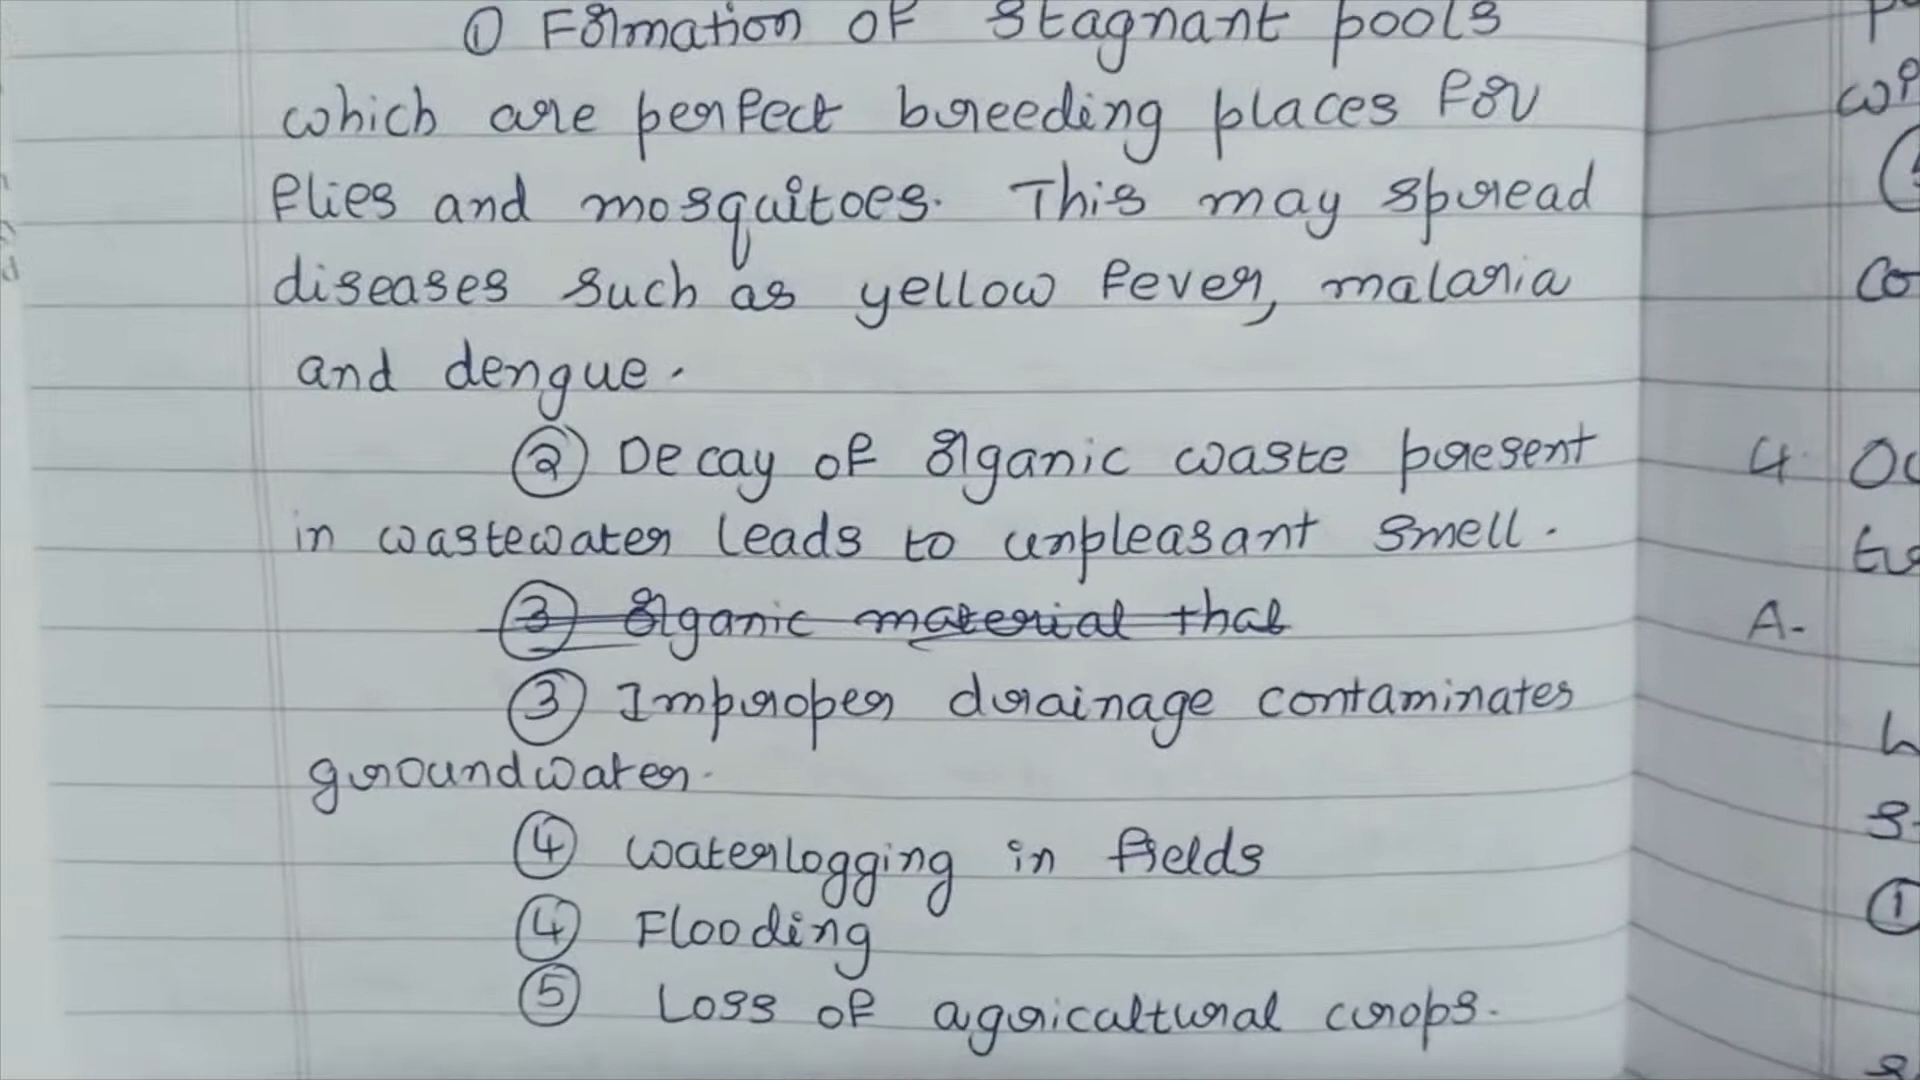 ① Formation of stagnant pools
which are perfect breeding places for
flies and mosquitoes. This may spread
diseases such as yellow fever, malaria
and dengue.
② Decay of organic waste present
in wastewater leads to unpleasant smell.
③ Organic material that
③ Improper drainage contaminates
groundwater.
④ waterlogging in fields
④ Flooding
⑤ Loss of agricultural crops.
4
A-
①